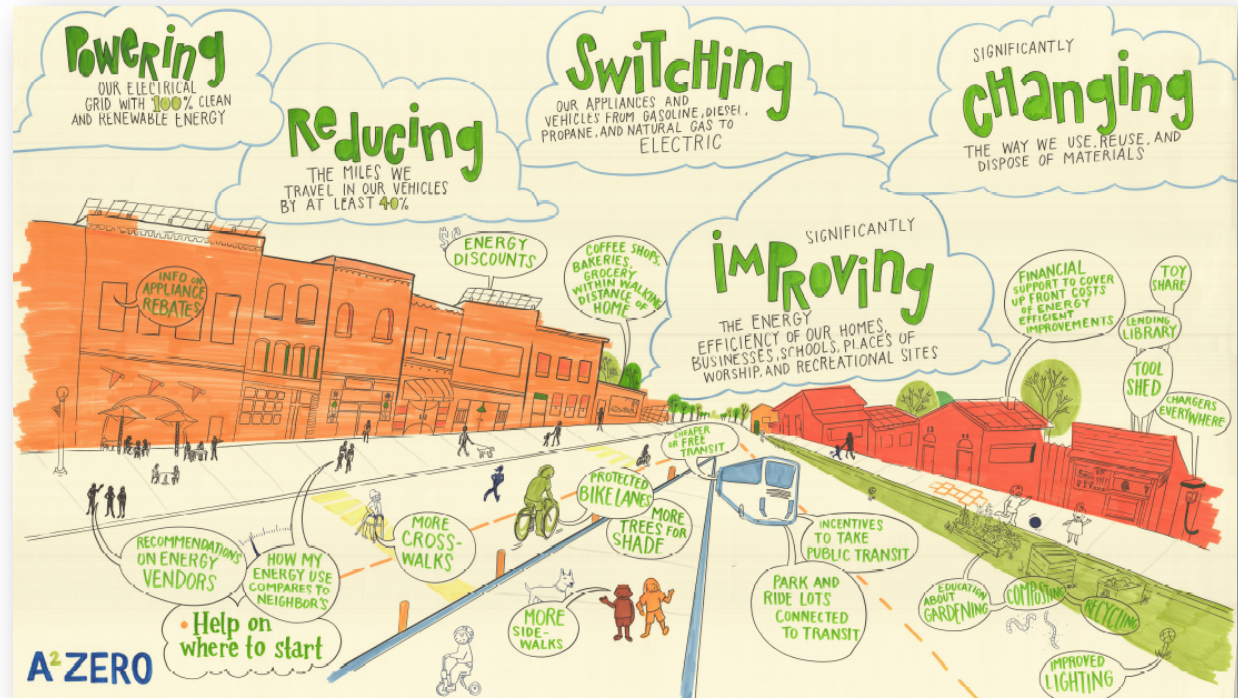 POWERING
OUR ELECTRICAL
GRID WITH 100% CLEAN
AND RENEWABLE ENERGY
REDUCING
THE MILES WE
TRAVEL IN OUR VEHICLES
BY AT LEAST 40%
SWITCHING
OUR APPLIANCES AND
VEHICLES FROM GASOLINE, DIESEL,
PROPANE, AND NATURAL GAS TO
ELECTRIC
SIGNIFICANTLY
CHANGING
THE WAY WE USE, REUSE, AND
DISPOSE OF MATERIALS
SIGNIFICANTLY
IMPROVING
THE ENERGY
EFFICIENCY OF OUR HOMES,
BUSINESSES, SCHOOLS, PLACES OF
WORSHIP, AND RECREATIONAL SITES
INFO ON
APPLIANCE
REBATES
ENERGY
DISCOUNTS
COFFEE SHOPS,
BAKERIES,
GROCERY
WITHIN WALKING
DISTANCE OF
HOME
FINANCIAL
SUPPORT TO COVER
UP FRONT COSTS
OF ENERGY
EFFICIENT
IMPROVEMENTS
TOY
SHARE
LENDING
LIBRARY
TOOL
SHED
CHARGERS
EVERYWHERE
CHEAPER
OR FREE
TRANSIT
PROTECTED
BIKE LANES
MORE
TREES FOR
SHADE
MORE
CROSS-
WALKS
RECOMMENDATIONS
ON ENERGY
VENDORS
HOW MY
ENERGY USE
COMPARES TO
NEIGHBOR'S
• Help on
where to start
MORE
SIDE-
WALKS
INCENTIVES
TO TAKE
PUBLIC TRANSIT
PARK AND
RIDE LOTS
CONNECTED
TO TRANSIT
EDUCATION
ABOUT
GARDENING
COMPOSTING
RECYCLING
IMPROVED
LIGHTING
A²ZERO